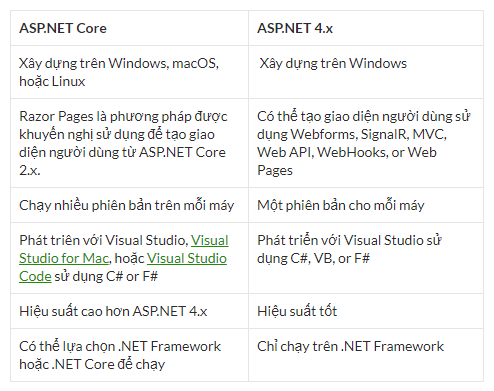 ASP.NET Core
ASP.NET 4.x
Xây dựng trên Windows, macOS,
hoặc Linux
Xây dựng trên Windows
Razor Pages là phương pháp được
khuyến nghị sử dụng để tạo giao
diện người dùng từ ASP.NET Core
2.x.
Có thể tạo giao diện người dùng sử
dụng Webforms, SignalR, MVC,
Web API, WebHooks, or Web
Pages
Chạy nhiều phiên bản trên mỗi máy
Một phiên bản cho mỗi máy
Phát triên với Visual Studio, Visual
Studio for Mac, hoặc Visual Studio
Code sử dụng C# or F#
Phát triển với Visual Studio sử
dụng C#, VB, or F#
Hiệu suất cao hơn ASP.NET 4.x
Hiệu suất tốt
Có thể lựa chọn .NET Framework
hoặc .NET Core để chạy
Chỉ chạy trên .NET Framework